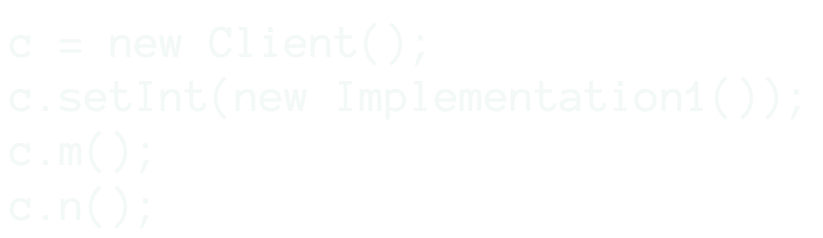 c = new Client();
c.setInt(new Implementation1());
c.m();
c.n();